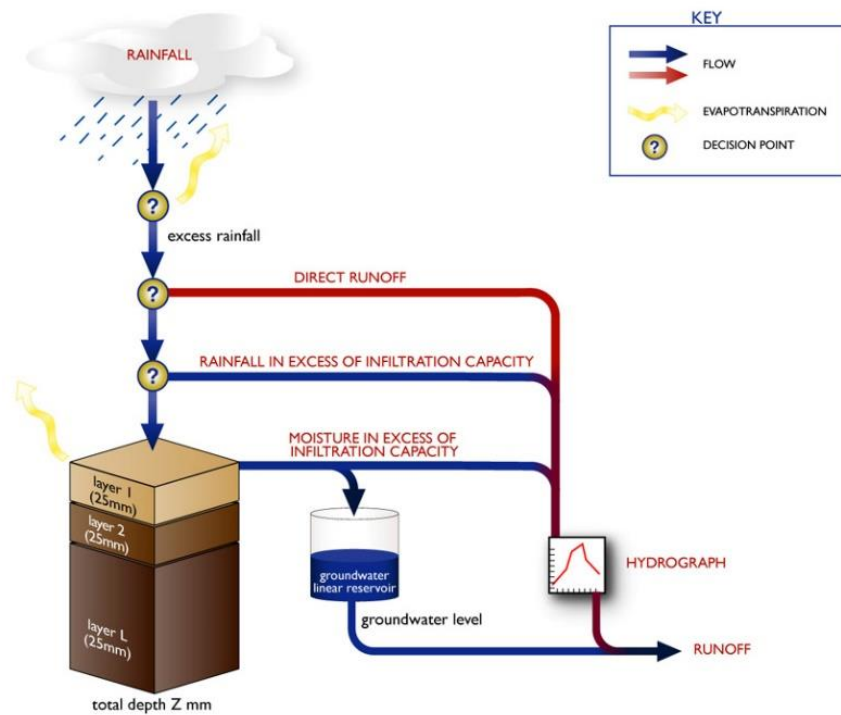 KEY
FLOW
EVAPOTRANSPIRATION
?
DECISION POINT
RAINFALL
?
excess rainfall
DIRECT RUNOFF
?
RAINFALL IN EXCESS OF INFILTRATION CAPACITY
?
MOISTURE IN EXCESS OF
INFILTRATION CAPACITY
layer 1
(25mm)
layer 2
(25mm)
layer L
(25mm)
total depth Z mm
groundwater
linear reservoir
groundwater level
HYDROGRAPH
RUNOFF